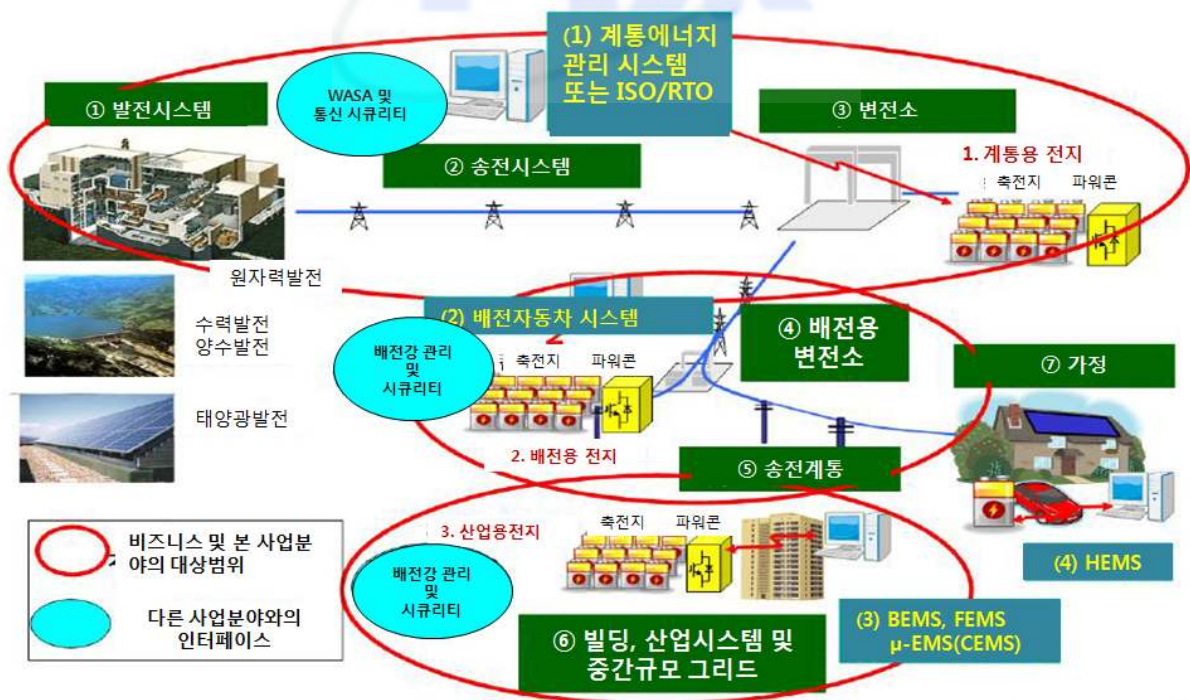 (1) 계통에너지
관리 시스템
또는 ISO/RTO
WASA 및
통신 시큐리티
① 발전시스템
③ 변전소
② 송전시스템
1. 계통용 전지
축전지 파워콘
원자력발전
수력발전
양수발전
태양광발전
(2) 배전자동차 시스템
④ 배전용
변전소
배전강 관리
및
시큐리티
축전지 파워콘
2. 배전용 전지
⑦ 가정
⑤ 송전계통
3. 산업용전지
축전지 파워콘
배전강 관리
및
시큐리티
(4) HEMS
(3) BEMS, FEMS
μ-EMS(CEMS)
⑥ 빌딩, 산업시스템 및
중간규모 그리드
비즈니스 및 본 사업분
야의 대상범위
다른 사업분야와의
인터페이스